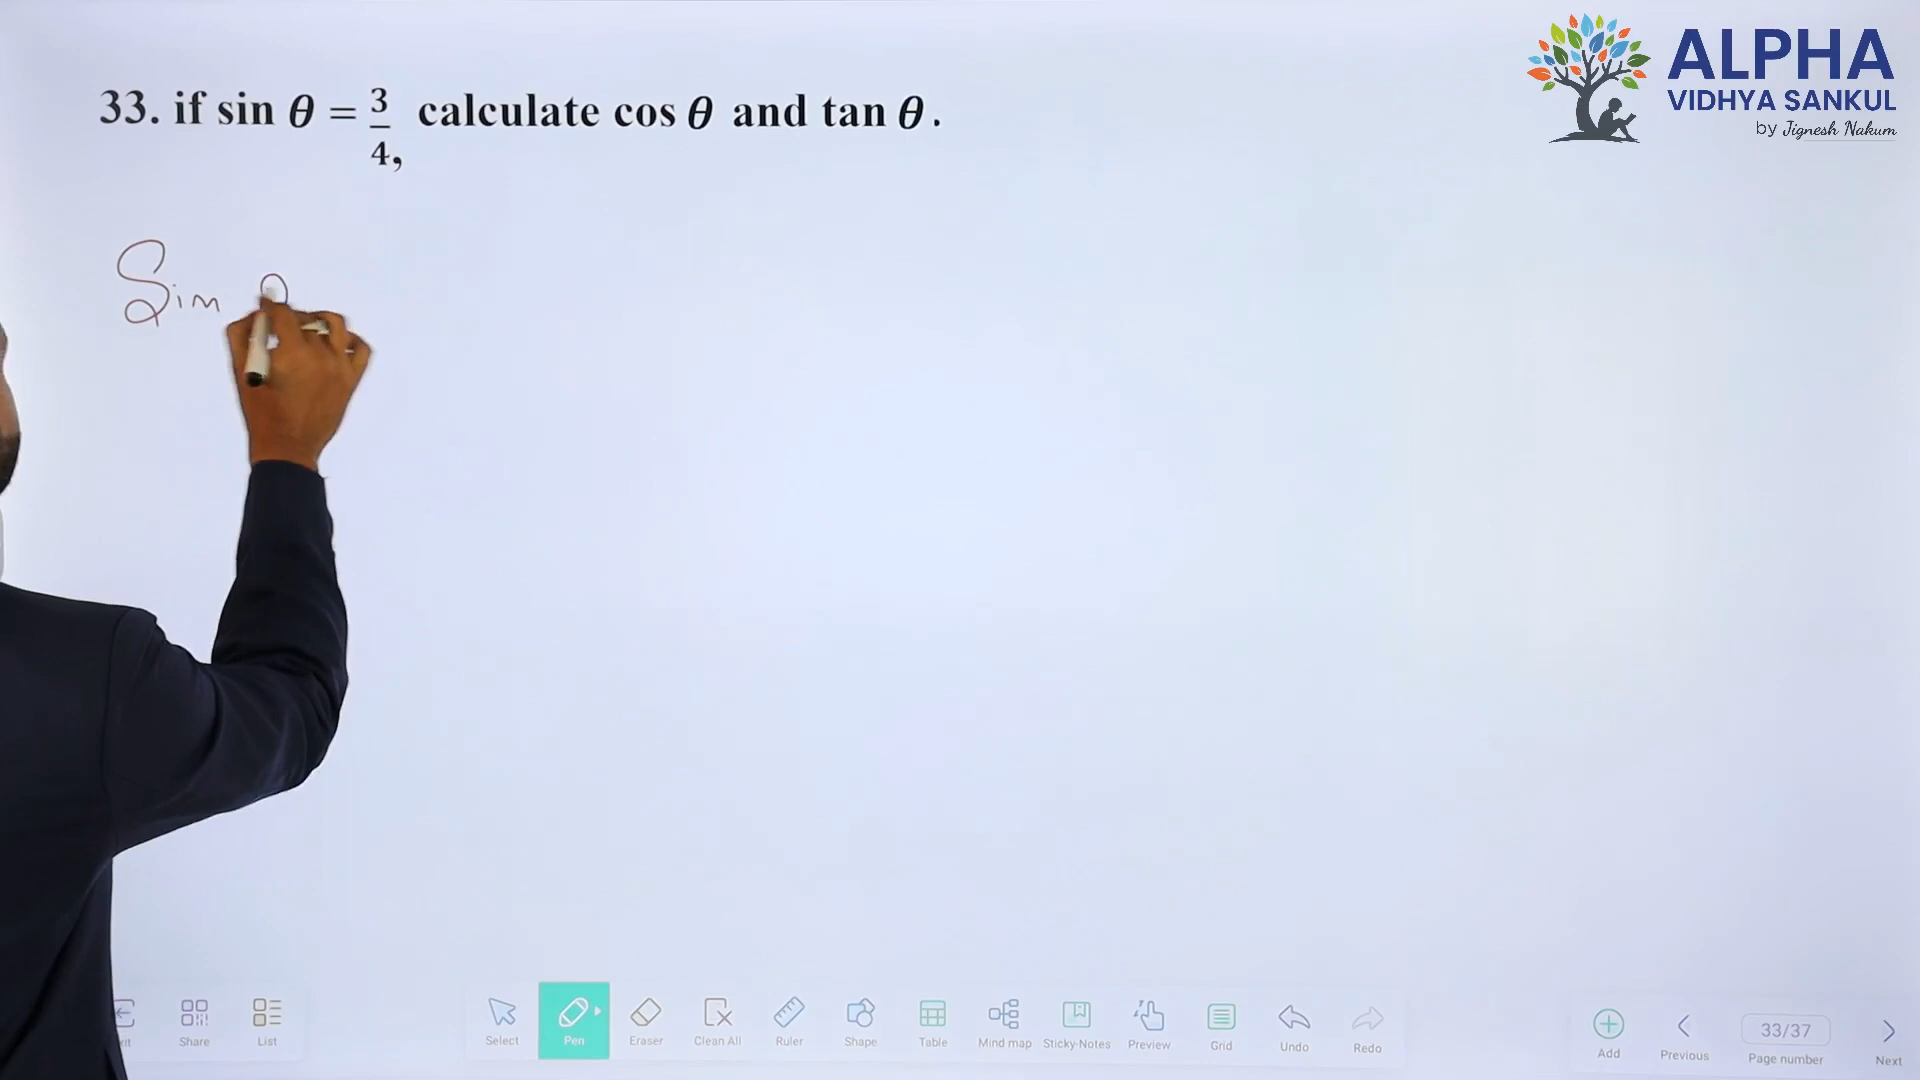 33. if sin θ = 3/4, calculate cos θ and tan θ.
Sin θ
ALPHA
VIDHYA SANKUL
by Jignesh Nakum
Share
List
Select
Pen
Eraser
Clean All
Ruler
Shape
Table
Mind map
Sticky-Notes
Preview
Grid
Undo
Redo
Add
Previous
33/37
Page number
Next